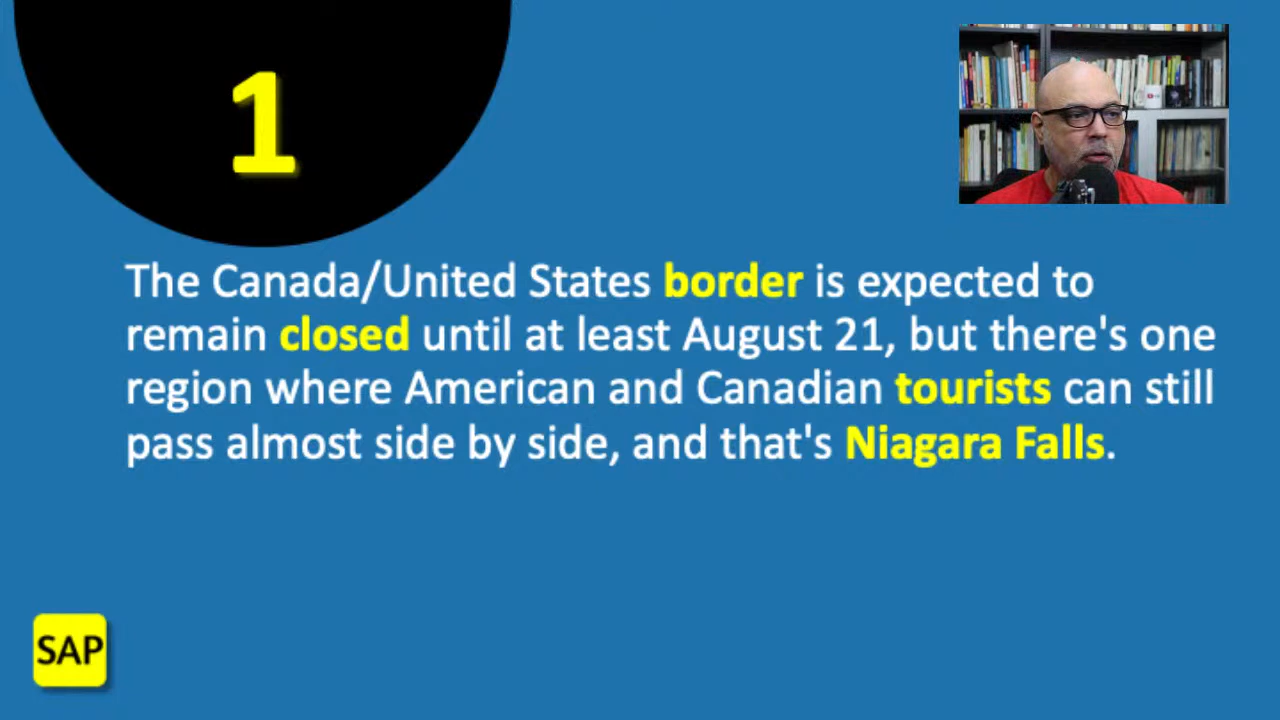 1
The Canada/United States border is expected to
remain closed until at least August 21, but there's one
region where American and Canadian tourists can still
pass almost side by side, and that's Niagara Falls.
SAP